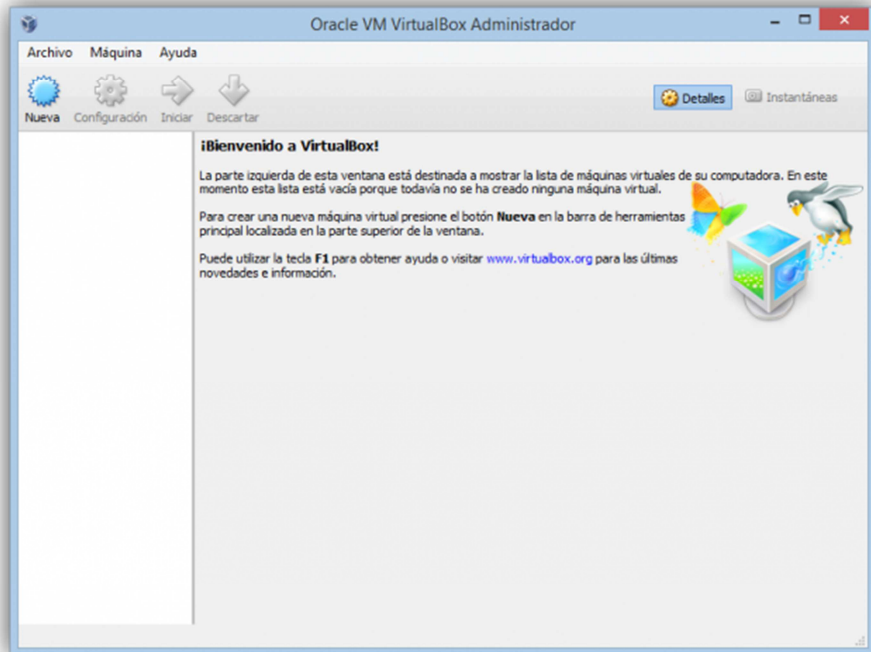 Oracle VM VirtualBox Administrador
Archivo Máquina Ayuda
Detalles Instantáneas
Nueva Configuración Iniciar Descartar
¡Bienvenido a VirtualBox!
La parte izquierda de esta ventana está destinada a mostrar la lista de máquinas virtuales de su computadora. En este
momento esta lista está vacía porque todavía no se ha creado ninguna máquina virtual.
Para crear una nueva máquina virtual presione el botón Nueva en la barra de herramientas
principal localizada en la parte superior de la ventana.
Puede utilizar la tecla F1 para obtener ayuda o visitar www.virtualbox.org para las últimas
novedades e información.